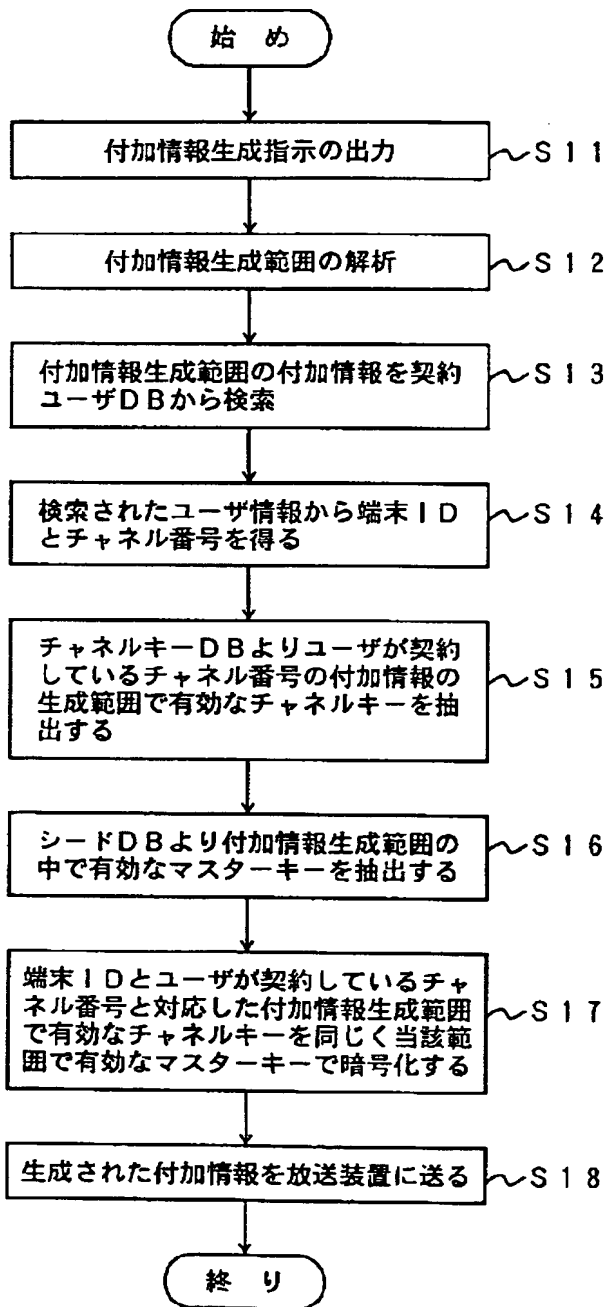 始 め
付加情報生成指示の出力
S11
付加情報生成範囲の解析
S12
付加情報生成範囲の付加情報を契約
ユーザDBから検索
S13
検索されたユーザ情報から端末ID
とチャネル番号を得る
S14
チャネルキーDBよりユーザが契約
しているチャネル番号の付加情報の
生成範囲で有効なチャネルキーを抽
出する
S15
シードDBより付加情報生成範囲の
中で有効なマスターキーを抽出する
S16
端末IDとユーザが契約しているチャ
ネル番号と対応した付加情報生成範囲
で有効なチャネルキーを同じく当該範
囲で有効なマスターキーで暗号化する
S17
生成された付加情報を放送装置に送る
S18
終 り